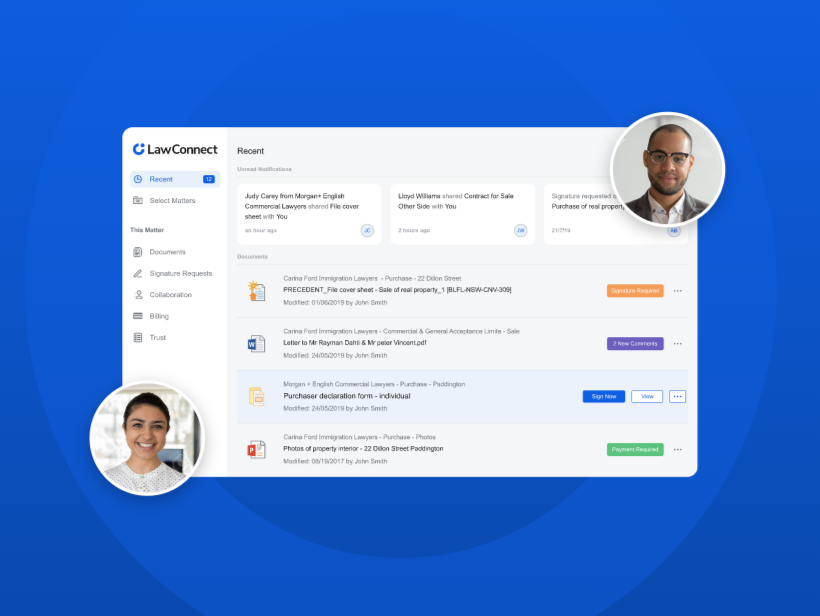 LawConnect
Recent 12
Select Matters
This Matter
Documents
Signature Requests
Collaboration
Billing
Trust
Recent
Unread Notifications
Judy Carey from Morgan+ English
Commercial Lawyers shared File cover
sheet with You
an hour ago
JC
Lloyd Williams shared Contract for Sale
Other Side with You
2 hours ago
JW
Signature requested
Purchase of real property
21/7/19
AB
Documents
Carina Ford Immigration Lawyers - Purchase - 22 Dillon Street
PRECEDENT_File cover sheet - Sale of real property_1 [BLFL-NSW-CNV-309]
Modified: 01/06/2019 by John Smith
Signature Required
Carina Ford Immigration Lawyers - Commercial & General Acceptance Limite - Sale
Letter to Mr Rayman Dahti & Mr peter Vincent.pdf
Modified: 24/05/2019 by John Smith
2 New Comments
Morgan + English Commercial Lawyers - Purchase - Paddington
Purchaser declaration form - individual
Modified: 24/05/2019 by John Smith
Sign Now
View
Carina Ford Immigration Lawyers - Purchase - Photos
Photos of property interior - 22 Dillon Street Paddington
Modified: 08/19/2017 by John Smith
Payment Required